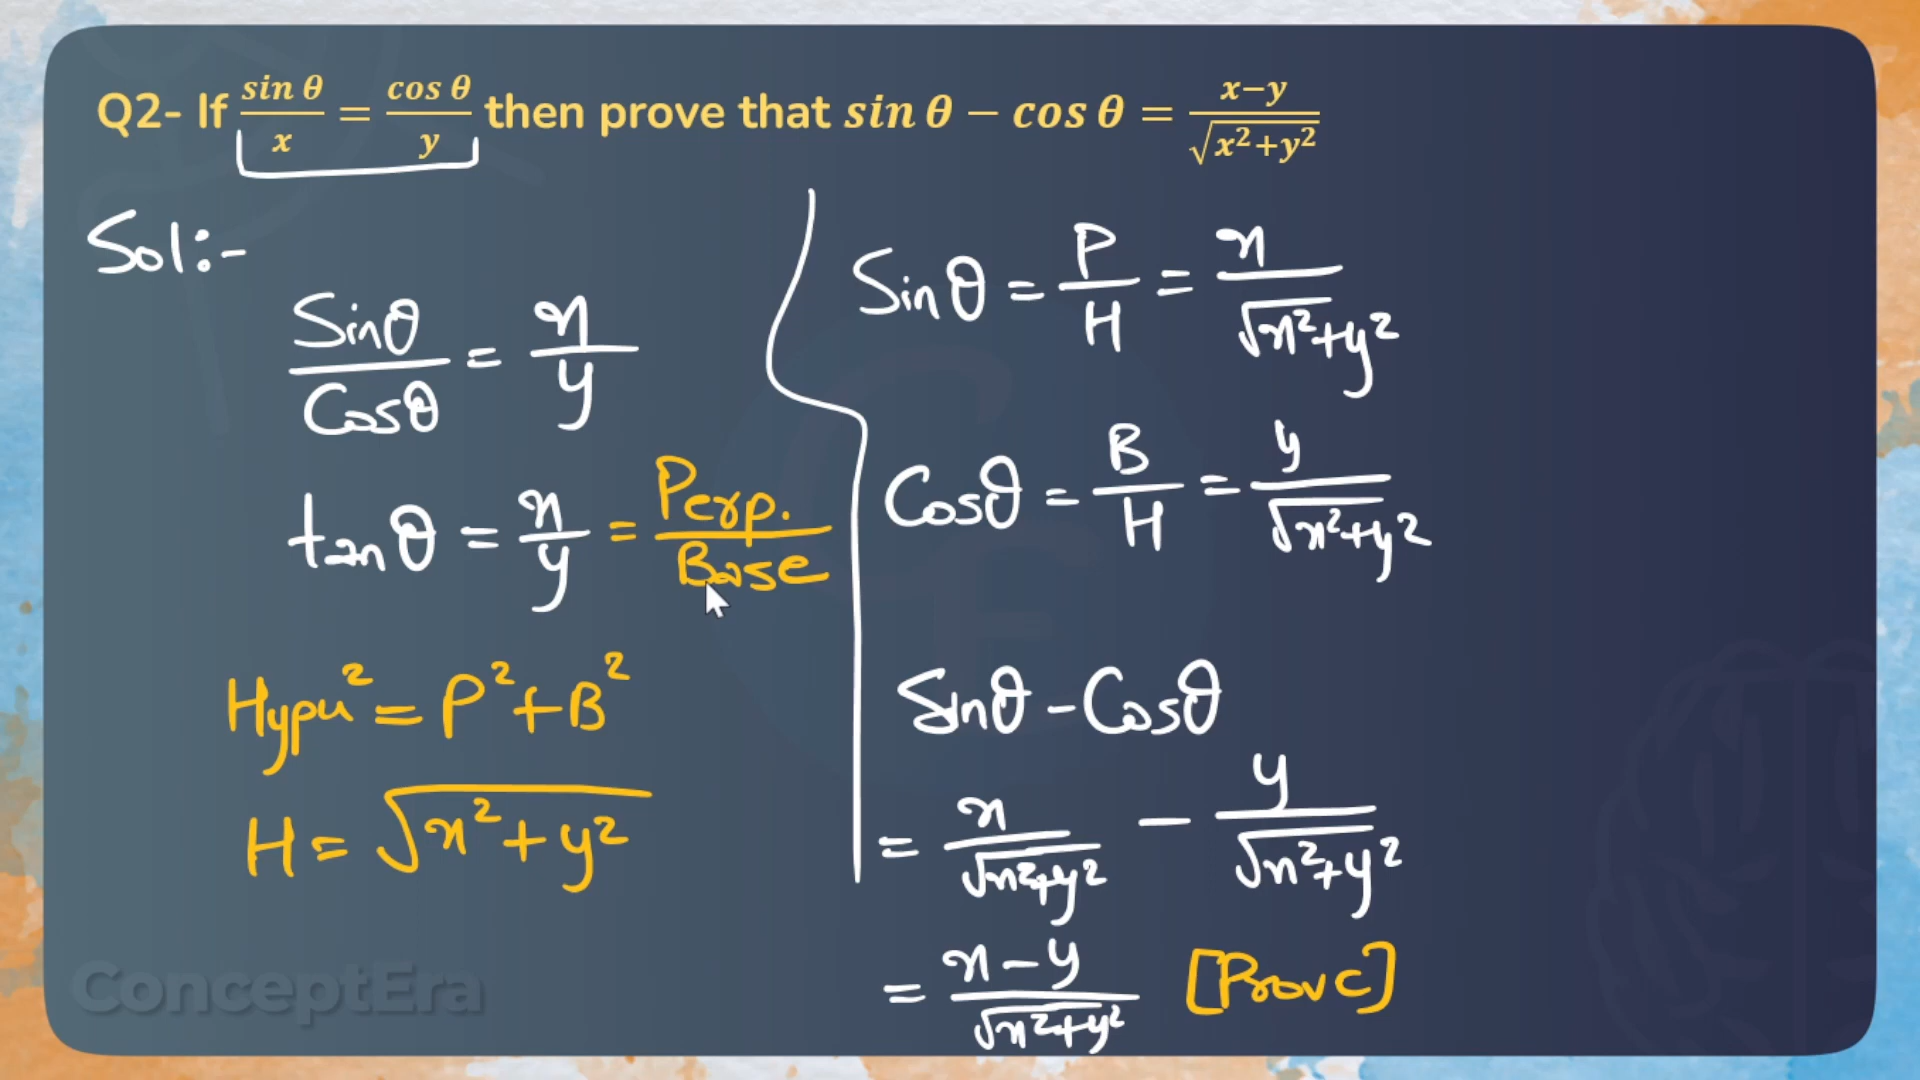 Q2- If sin θ/x = cos θ/y then prove that sin θ − cos θ = x−y/√x²+y²
Sol:-
Sinθ/Cosθ = x/y
tanθ = x/y = Perp./Base
Hypu² = P²+B²
H = √x²+y²
Sinθ = P/H = x/√x²+y²
Cosθ = B/H = y/√x²+y²
Sinθ - Cosθ
= x/√x²+y² - y/√x²+y²
= x-y/√x²+y² [Prove]
ConceptEra